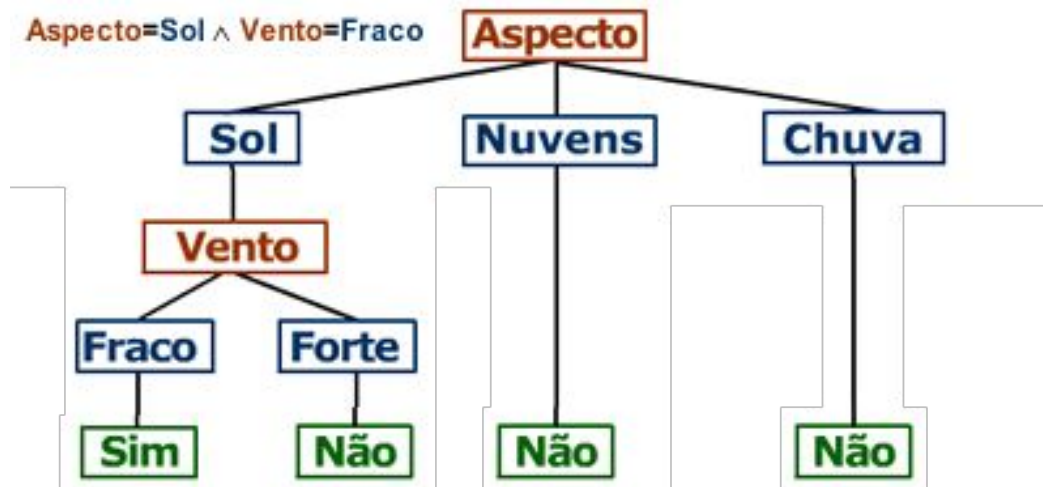 Aspecto=Sol ∧ Vento=Fraco
Aspecto
Sol
Nuvens
Chuva
Vento
Fraco
Forte
Sim
Não
Não
Não